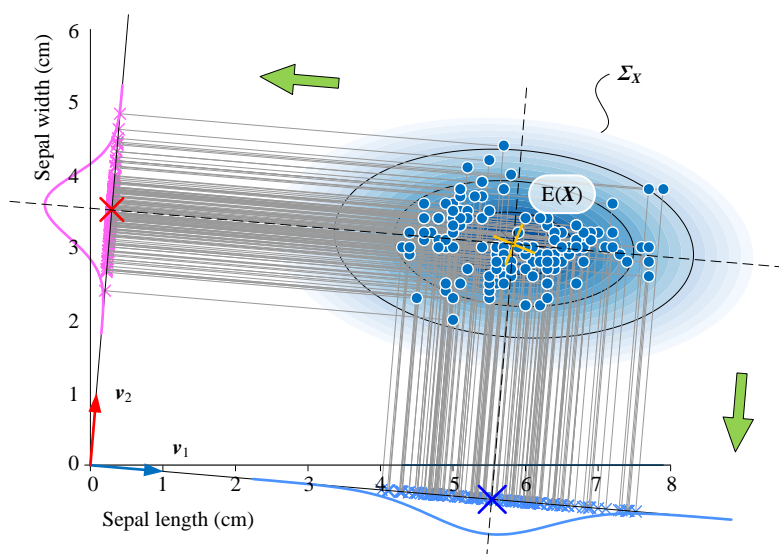 6
5
4
3
2
1
0
Sepal width (cm)
Σ_X
E(X)
v₂
v₁
0 1 2 3 4 5 6 7 8
Sepal length (cm)